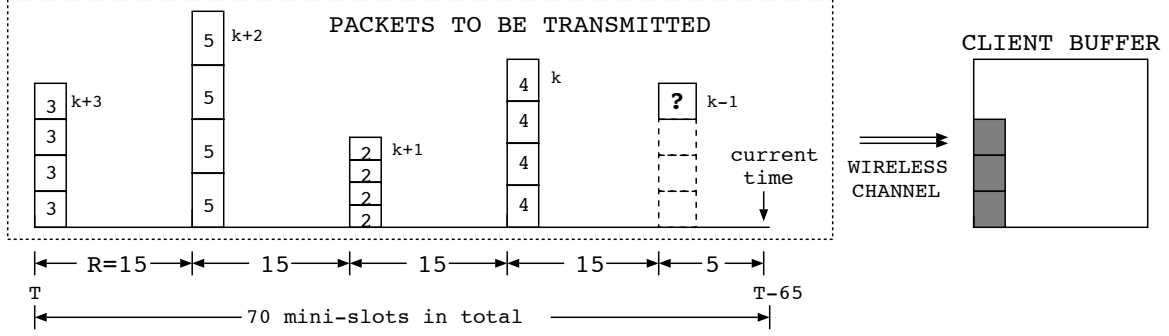 PACKETS TO BE TRANSMITTED
CLIENT BUFFER
5
k+2
5
5
5
3
k+3
3
3
3
2
k+1
2
2
2
4
k
4
4
4
?
k-1
current
time
WIRELESS
CHANNEL
R=15
15
15
15
5
T
T-65
70 mini-slots in total